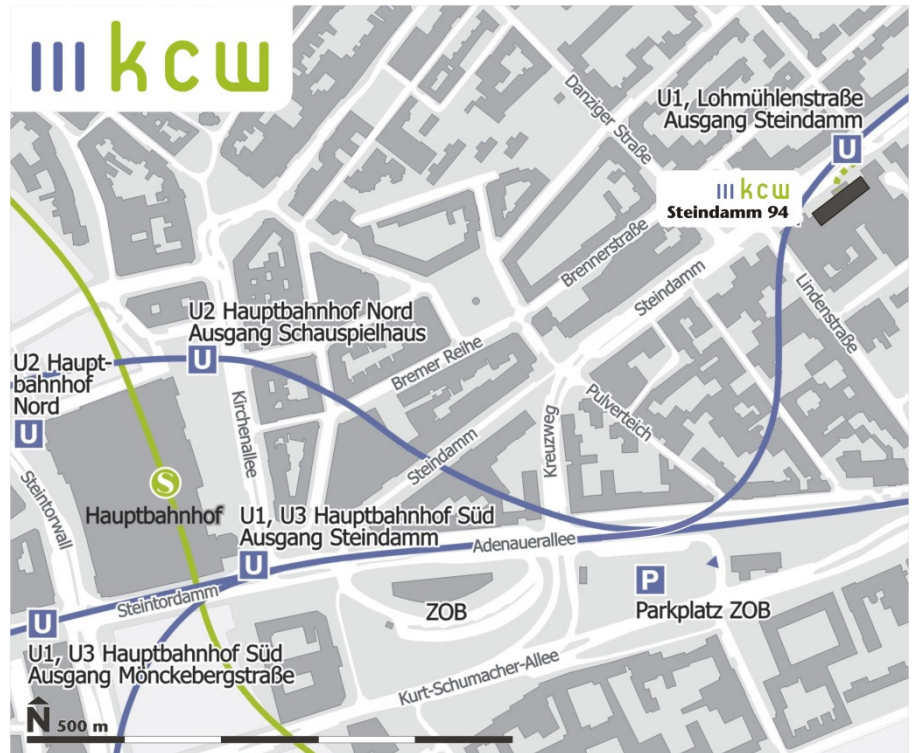 kcw
Danziger Straße
U1, Lohmühlenstraße
Ausgang Steindamm
U
kcw
Steindamm 94
Brennerstraße
Steindamm
Lindenstraße
U2 Hauptbahnhof Nord
Ausgang Schauspielhaus
U
Bremer Reihe
U2 Haupt-
bahnhof
Nord
U
Kirchenallee
Steindamm
Kreuzweg
Pulverteich
Steintorwall
S
Hauptbahnhof
U1, U3 Hauptbahnhof Süd
Ausgang Steindamm
U
Adenauerallee
Steintordamm
ZOB
P
Parkplatz ZOB
U
U1, U3 Hauptbahnhof Süd
Ausgang Mönckebergstraße
Kurt-Schumacher-Allee
N 500 m